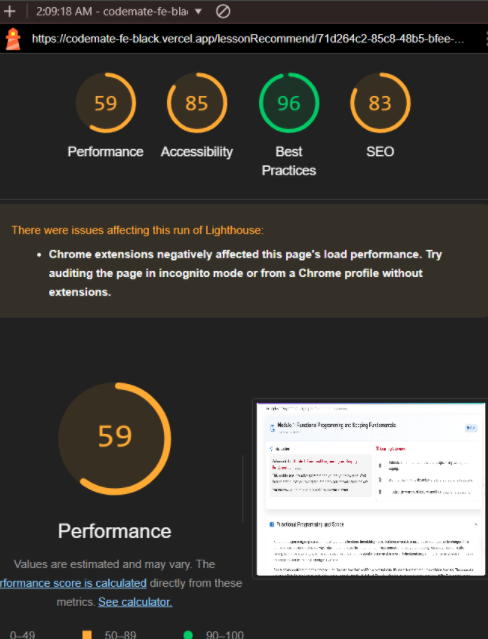 2:09:18 AM - codemate-fe-bla
https://codemate-fe-black.vercel.app/lessonRecommend/71d264c2-85c8-48b5-bfee-...
59 85 96 83
Performance Accessibility Best Practices SEO
There were issues affecting this run of Lighthouse:
• Chrome extensions negatively affected this page's load performance. Try
auditing the page in incognito mode or from a Chrome profile without
extensions.
59
Performance
Values are estimated and may vary. The
rformance score is calculated directly from these
metrics. See calculator.
0–49 50–89 90–100
Module 1: Functional Programming and Scoping Fundamentals
Functional Programming and Scope